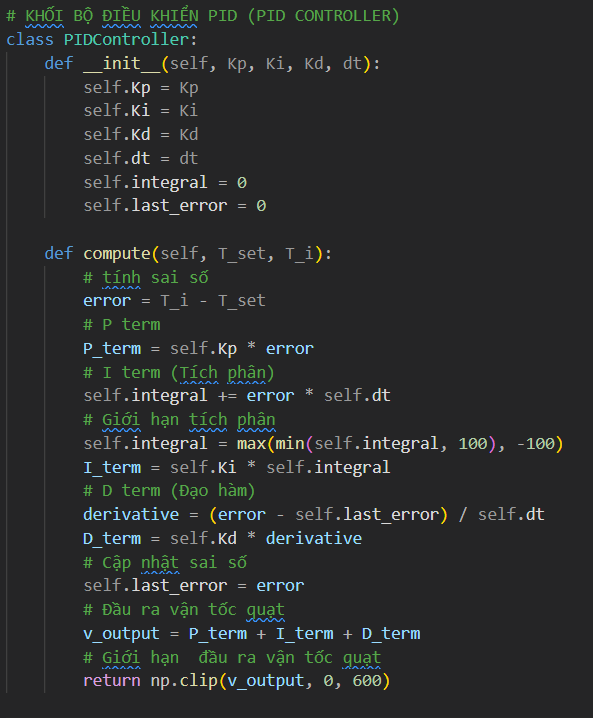 # KHỐI BỘ ĐIỀU KHIỂN PID (PID CONTROLLER)
class PIDController:
    def __init__(self, Kp, Ki, Kd, dt):
        self.Kp = Kp
        self.Ki = Ki
        self.Kd = Kd
        self.dt = dt
        self.integral = 0
        self.last_error = 0

    def compute(self, T_set, T_i):
        # tính sai số
        error = T_i - T_set
        # P term
        P_term = self.Kp * error
        # I term (Tích phân)
        self.integral += error * self.dt
        # Giới hạn tích phân
        self.integral = max(min(self.integral, 100), -100)
        I_term = self.Ki * self.integral
        # D term (Đạo hàm)
        derivative = (error - self.last_error) / self.dt
        D_term = self.Kd * derivative
        # Cập nhật sai số
        self.last_error = error
        # Đầu ra vận tốc quạt
        v_output = P_term + I_term + D_term
        # Giới hạn  đầu ra vận tốc quạt
        return np.clip(v_output, 0, 600)